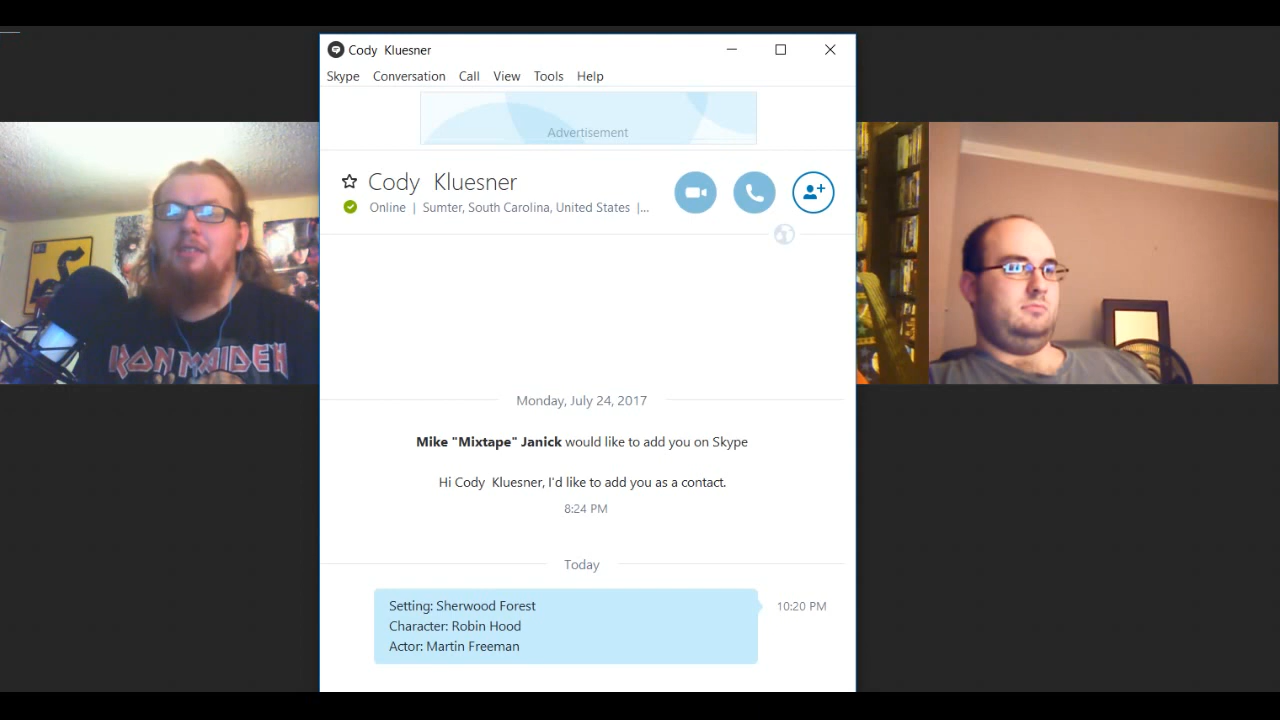 Cody Kluesner
Skype Conversation Call View Tools Help
Advertisement
Cody Kluesner
Online | Sumter, South Carolina, United States |...
IRON MAIDEN
Monday, July 24, 2017
Mike "Mixtape" Janick would like to add you on Skype
Hi Cody Kluesner, I'd like to add you as a contact.
8:24 PM
Today
Setting: Sherwood Forest
10:20 PM
Character: Robin Hood
Actor: Martin Freeman